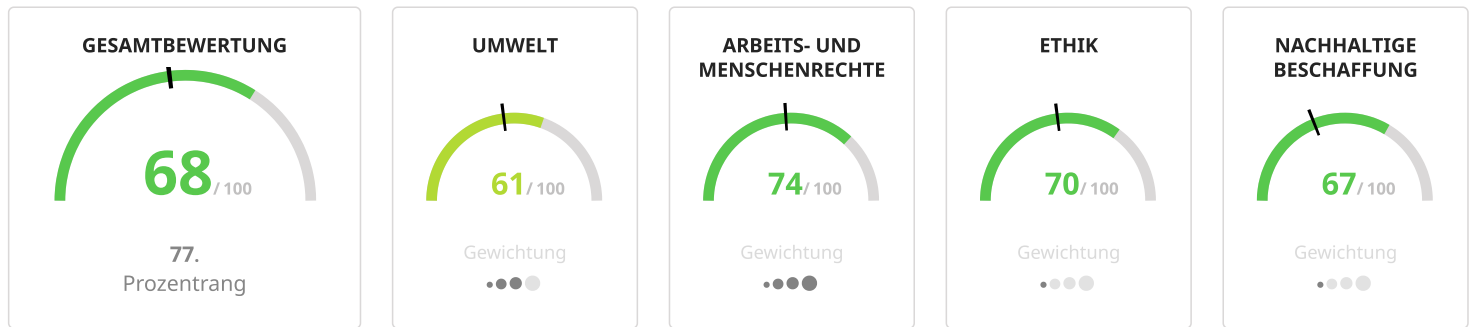 GESAMTBEWERTUNG
68 / 100
77.
Prozentrang
UMWELT
61 / 100
Gewichtung
ARBEITS- UND
MENSCHENRECHTE
74 / 100
Gewichtung
ETHIK
70 / 100
Gewichtung
NACHHALTIGE
BESCHAFFUNG
67 / 100
Gewichtung